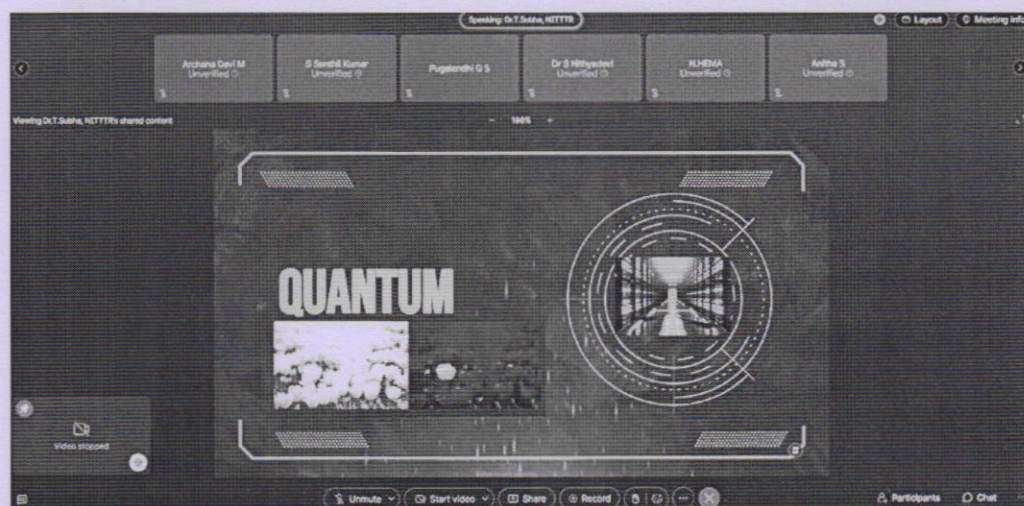 Speaking: Dr.T.Subha, NITTTR
Layout
Meeting info
Archana Devi M
Unverified
S Senthil Kumar
Unverified
Pugalendhi G S
Dr S Nithyadevi
Unverified
N.HEMA
Unverified
Anitha S
Unverified
Viewing Dr.T.Subha, NITTTR's shared content
- 100% +
QUANTUM
Video stopped
Unmute
Start video
Share
Record
Participants
Chat